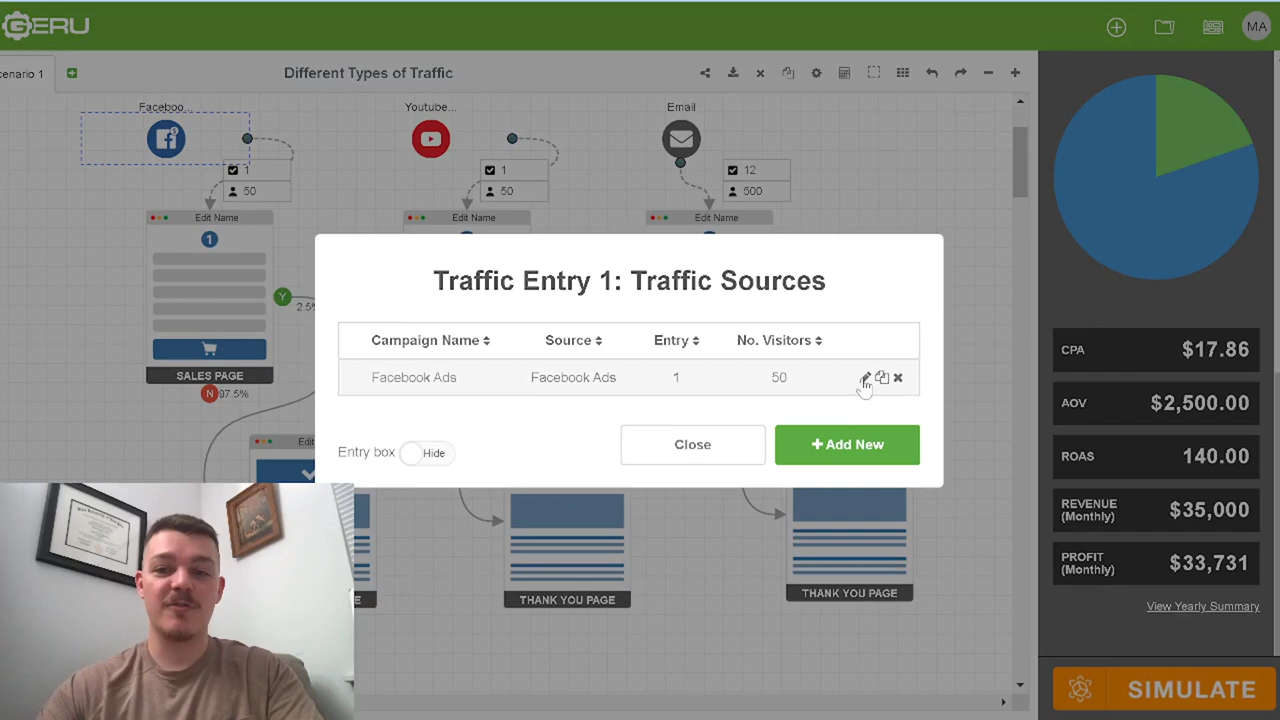 GERU
MA
cenario 1
Different Types of Traffic
Faceboo...
Youtube...
Email
1
50
1
50
12
500
Edit Name
Edit Name
Edit Name
1
Y
2.5%
SALES PAGE
N 97.5%
Traffic Entry 1: Traffic Sources
Campaign Name
Source
Entry
No. Visitors
Facebook Ads
Facebook Ads
1
50
Entry box
Hide
Close
+ Add New
Edi
E
THANK YOU PAGE
THANK YOU PAGE
CPA
$17.86
AOV
$2,500.00
ROAS
140.00
REVENUE
(Monthly)
$35,000
PROFIT
(Monthly)
$33,731
View Yearly Summary
SIMULATE